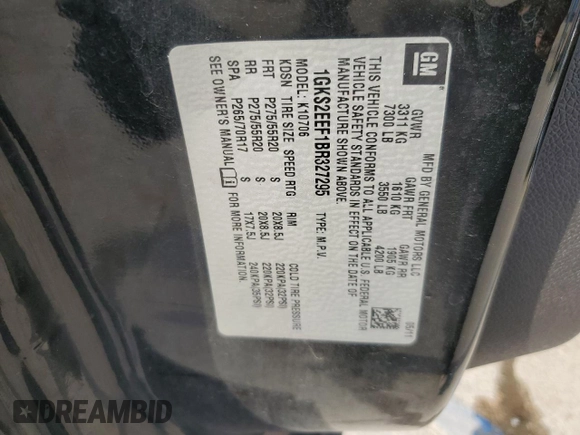 GM
®
MFD BY GENERAL MOTORS LLC
GVWR GAWR FRT GAWR RR
3311 KG 1610 KG 1905 KG
7300 LB 3550 LB 4200 LB
THIS VEHICLE CONFORMS TO ALL APPLICABLE U.S. FEDERAL MOTOR
VEHICLE SAFETY STANDARDS IN EFFECT ON THE DATE OF
MANUFACTURE SHOWN ABOVE.
05/11
1GKS2EEF1BR327295 TYPE: M.P.V.
MODEL: K10706
KDSN TIRE SIZE SPEED RTG RIM COLD TIRE PRESSURE
FRT P275/55R20 S 20X8.5J 220KPA(32PSI)
RR P275/55R20 S 20X8.5J 220KPA(32PSI)
SPA P265/70R17 S 17X7.5J 240KPA(35PSI)
SEE OWNER'S MANUAL FOR MORE INFORMATION.
DREAMBID